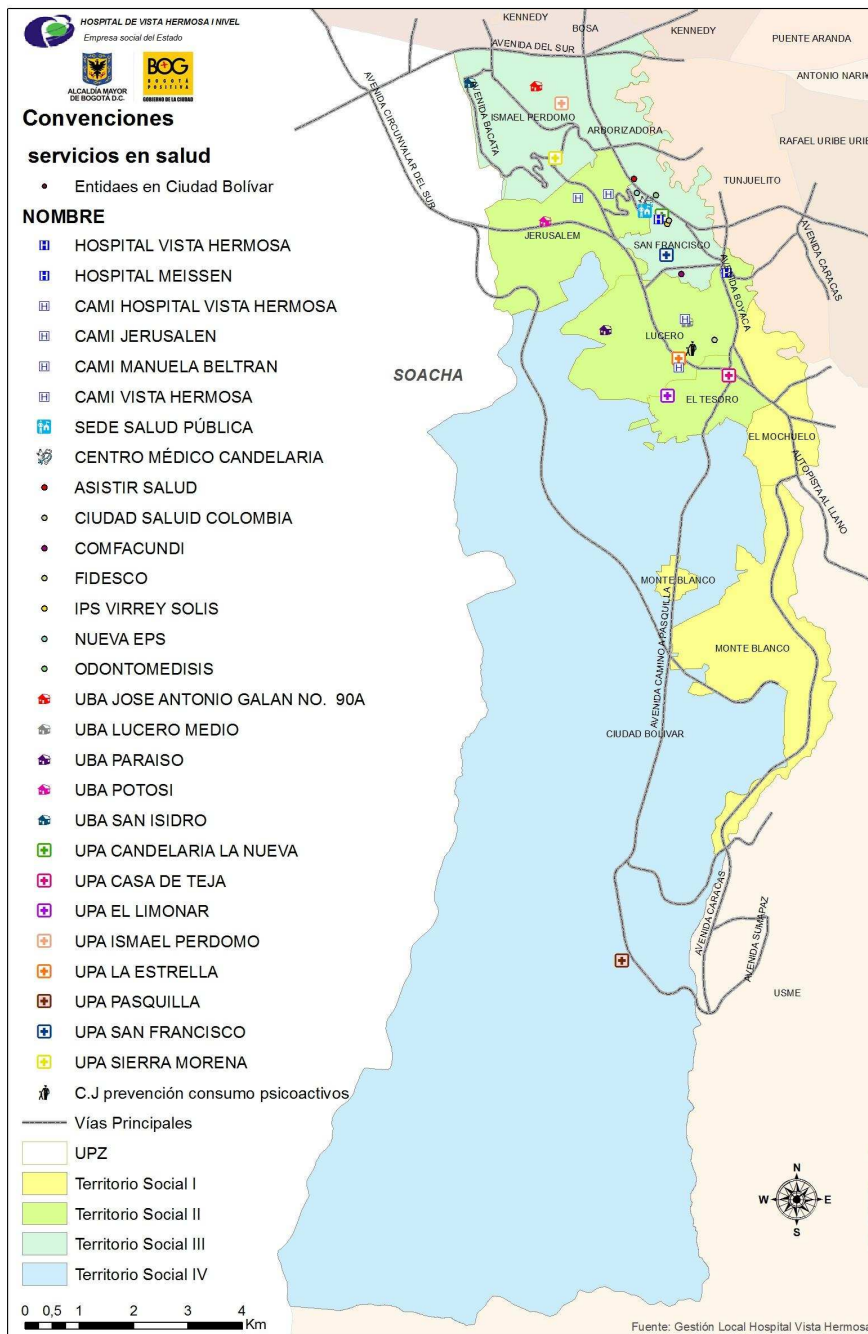 HOSPITAL DE VISTA HERMOSA I NIVEL
Empresa social del Estado
ALCALDÍA MAYOR
DE BOGOTÁ D.C.
BOG
BOGOTÁ
POSITIVA
GOBIERNO DE LA CIUDAD
Convenciones
servicios en salud
Entidaes en Ciudad Bolívar
NOMBRE
HOSPITAL VISTA HERMOSA
HOSPITAL MEISSEN
CAMI HOSPITAL VISTA HERMOSA
CAMI JERUSALEN
CAMI MANUELA BELTRAN
CAMI VISTA HERMOSA
SEDE SALUD PÚBLICA
CENTRO MÉDICO CANDELARIA
ASISTIR SALUD
CIUDAD SALUID COLOMBIA
COMFACUNDI
FIDESCO
IPS VIRREY SOLIS
NUEVA EPS
ODONTOMEDISIS
UBA JOSE ANTONIO GALAN NO. 90A
UBA LUCERO MEDIO
UBA PARAISO
UBA POTOSI
UBA SAN ISIDRO
UPA CANDELARIA LA NUEVA
UPA CASA DE TEJA
UPA EL LIMONAR
UPA ISMAEL PERDOMO
UPA LA ESTRELLA
UPA PASQUILLA
UPA SAN FRANCISCO
UPA SIERRA MORENA
C.J prevención consumo psicoactivos
Vías Principales
UPZ
Territorio Social I
Territorio Social II
Territorio Social III
Territorio Social IV
0 0,5 1 2 3 4
Km
KENNEDY
BOSA
KENNEDY
PUENTE ARANDA
AVENIDA DEL SUR
ANTONIO NARIÑ
AVENIDA CIRCUNVALAR DEL SUR
AVENIDA BACATA
ISMAEL PERDOMO
ARBORIZADORA
RAFAEL URIBE URIBE
TUNJUELITO
JERUSALEM
SAN FRANCISCO
AVENIDA CARACAS
AVENIDA BOYACA
LUCERO
SOACHA
EL TESORO
EL MOCHUELO
AUTOPISTA AL LLANO
MONTE BLANCO
AVENIDA CAMINO A PASQUILLA
MONTE BLANCO
CIUDAD BOLIVAR
AVENIDA CARACAS
AVENIDA SUMAPAZ
USME
N
W E
S
Fuente: Gestión Local Hospital Vista Hermosa